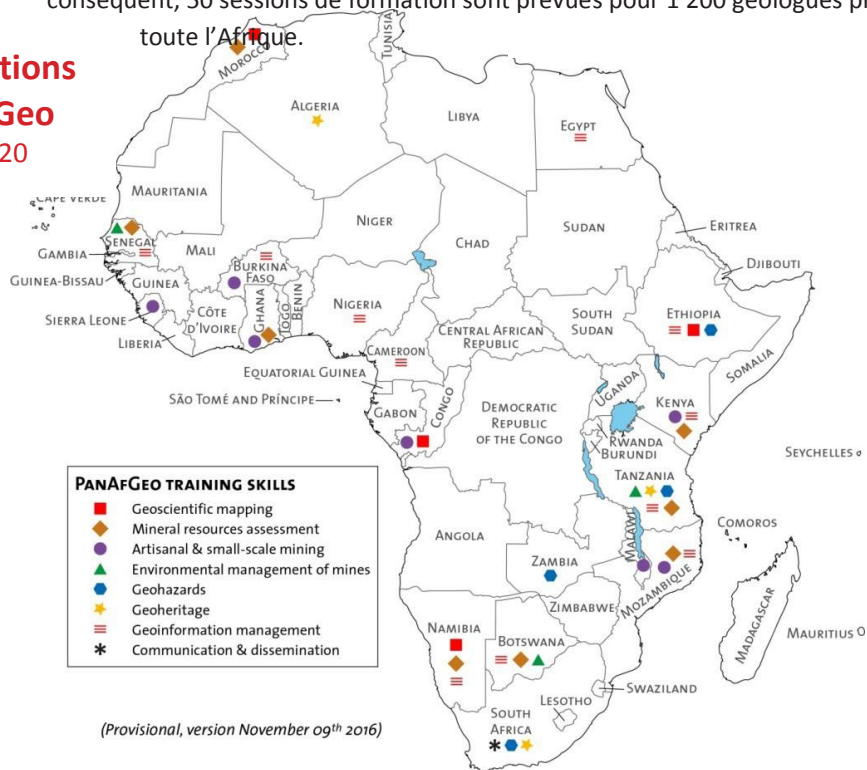 consequent, 50 sessions de formation sont prévues pour 1 200 géologues pr
toute l’Afrique.
tions
Geo
20
MOROCCO
TUNISIA
ALGERIA
LIBYA
EGYPT
CAPE VERDE
MAURITANIA
NIGER
CHAD
SUDAN
ERITREA
SENEGAL
GAMBIA
MALI
BURKINA
FASO
DJIBOUTI
GUINEA-BISSAU
GUINEA
SIERRA LEONE
LIBERIA
CÔTE
D’IVOIRE
GHANA
TOGO
BENIN
NIGERIA
CAMEROON
CENTRAL AFRICAN
REPUBLIC
SOUTH
SUDAN
ETHIOPIA
SOMALIA
EQUATORIAL GUINEA
SÃO TOMÉ AND PRÍNCIPE
GABON
CONGO
DEMOCRATIC
REPUBLIC
OF THE CONGO
UGANDA
KENYA
RWANDA
BURUNDI
TANZANIA
SEYCHELLES
COMOROS
ANGOLA
ZAMBIA
MALAWI
MOZAMBIQUE
ZIMBABWE
MADAGASCAR
MAURITIUS
NAMIBIA
BOTSWANA
SWAZILAND
LESOTHO
SOUTH
AFRICA
PANAFGEO TRAINING SKILLS
Geoscientific mapping
Mineral resources assessment
Artisanal & small-scale mining
Environmental management of mines
Geohazards
Geoheritage
Geoinformation management
Communication & dissemination
(Provisional, version November 09th 2016)